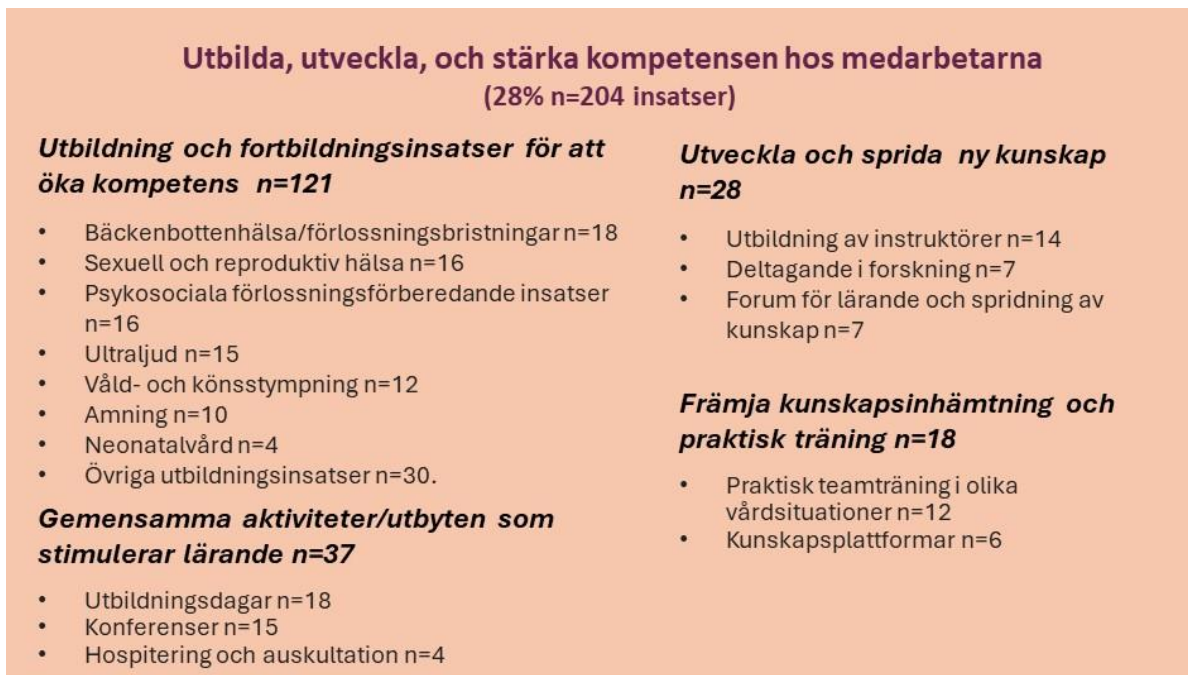 Utbilda, utveckla, och stärka kompetensen hos medarbetarna
(28% n=204 insatser)
Utbildning och fortbildningsinsatser för att
öka kompetens n=121
• Bäckenbottenhälsa/förlossningsbristningar n=18
• Sexuell och reproduktiv hälsa n=16
• Psykosociala förlossningsförberedande insatser
n=16
• Ultraljud n=15
• Våld- och könsstympning n=12
• Amning n=10
• Neonatalvård n=4
• Övriga utbildningsinsatser n=30.
Gemensamma aktiviteter/utbyten som
stimulerar lärande n=37
• Utbildningsdagar n=18
• Konferenser n=15
• Hospitering och auskultation n=4
Utveckla och sprida ny kunskap
n=28
• Utbildning av instruktörer n=14
• Deltagande i forskning n=7
• Forum för lärande och spridning av
kunskap n=7
Främja kunskapsinhämtning och
praktisk träning n=18
• Praktisk teamträning i olika
vårdsituationer n=12
• Kunskapsplattformar n=6